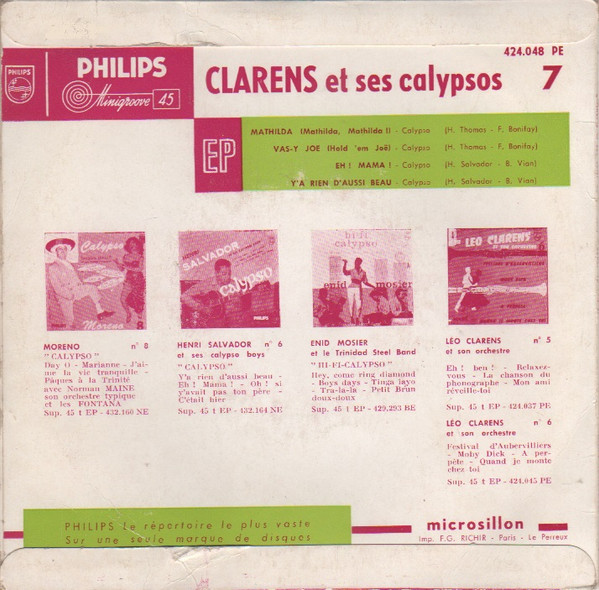 424.048 PE
PHILIPS
PHILIPS
Minigroove 45
CLARENS et ses calypsos 7
EP
MATHILDA (Mathilda, Mathilda !) - Calypso (H. Thomas - F. Bonifay)
VAS-Y JOE (Hold 'em Joë) - Calypso (H. Thomas - F. Bonifay)
EH ! MAMA ! - Calypso (H. Salvador - B. Vian)
Y'A RIEN D'AUSSI BEAU - Calypso (H. Salvador - B. Vian)
Calypso
Moreno
8
SALVADOR
CALYPSO
PHILIPS
hi-fi
calypso
enid mosier
LEO CLARENS
MORENO n° 8
"CALYPSO"
Day O - Marianne - J'ai-
me la vie tranquille -
Pâques à la Trinité
avec Norman MAINE
son orchestre typique
et les FONTANA
Sup. 45 t EP - 432.160 NE
HENRI SALVADOR n° 6
et ses calypso boys
"CALYPSO"
Y'a rien d'aussi beau -
Eh ! Mama ! - Oh ! si
y'avait pas ton père -
C'était hier
Sup. 45 t EP - 432.164 NE
ENID MOSIER
et le Trinidad Steel Band
"HI-FI-CALYPSO"
Hey, come ring diamond
- Boys days - Tinga layo
- Tra-la-la - Petit Brun
doux-doux
Sup. 45 t EP - 429.293 BE
LÉO CLARENS n° 5
et son orchestre
Eh ! ben ! - Relaxez-
vous - La chanson du
phonographe - Mon ami
réveille-toi
Sup. 45 t EP - 424.037 PE
LÉO CLARENS n° 6
et son orchestre
Festival d'Aubervilliers
- Moby Dick - A per-
pète - Quand je monte
chez toi
Sup. 45 t EP - 424.045 PE
PHILIPS Le répertoire le plus vaste
Sur une seule marque de disques
microsillon
Imp. F.G. RICHIR - Paris - Le Perreux